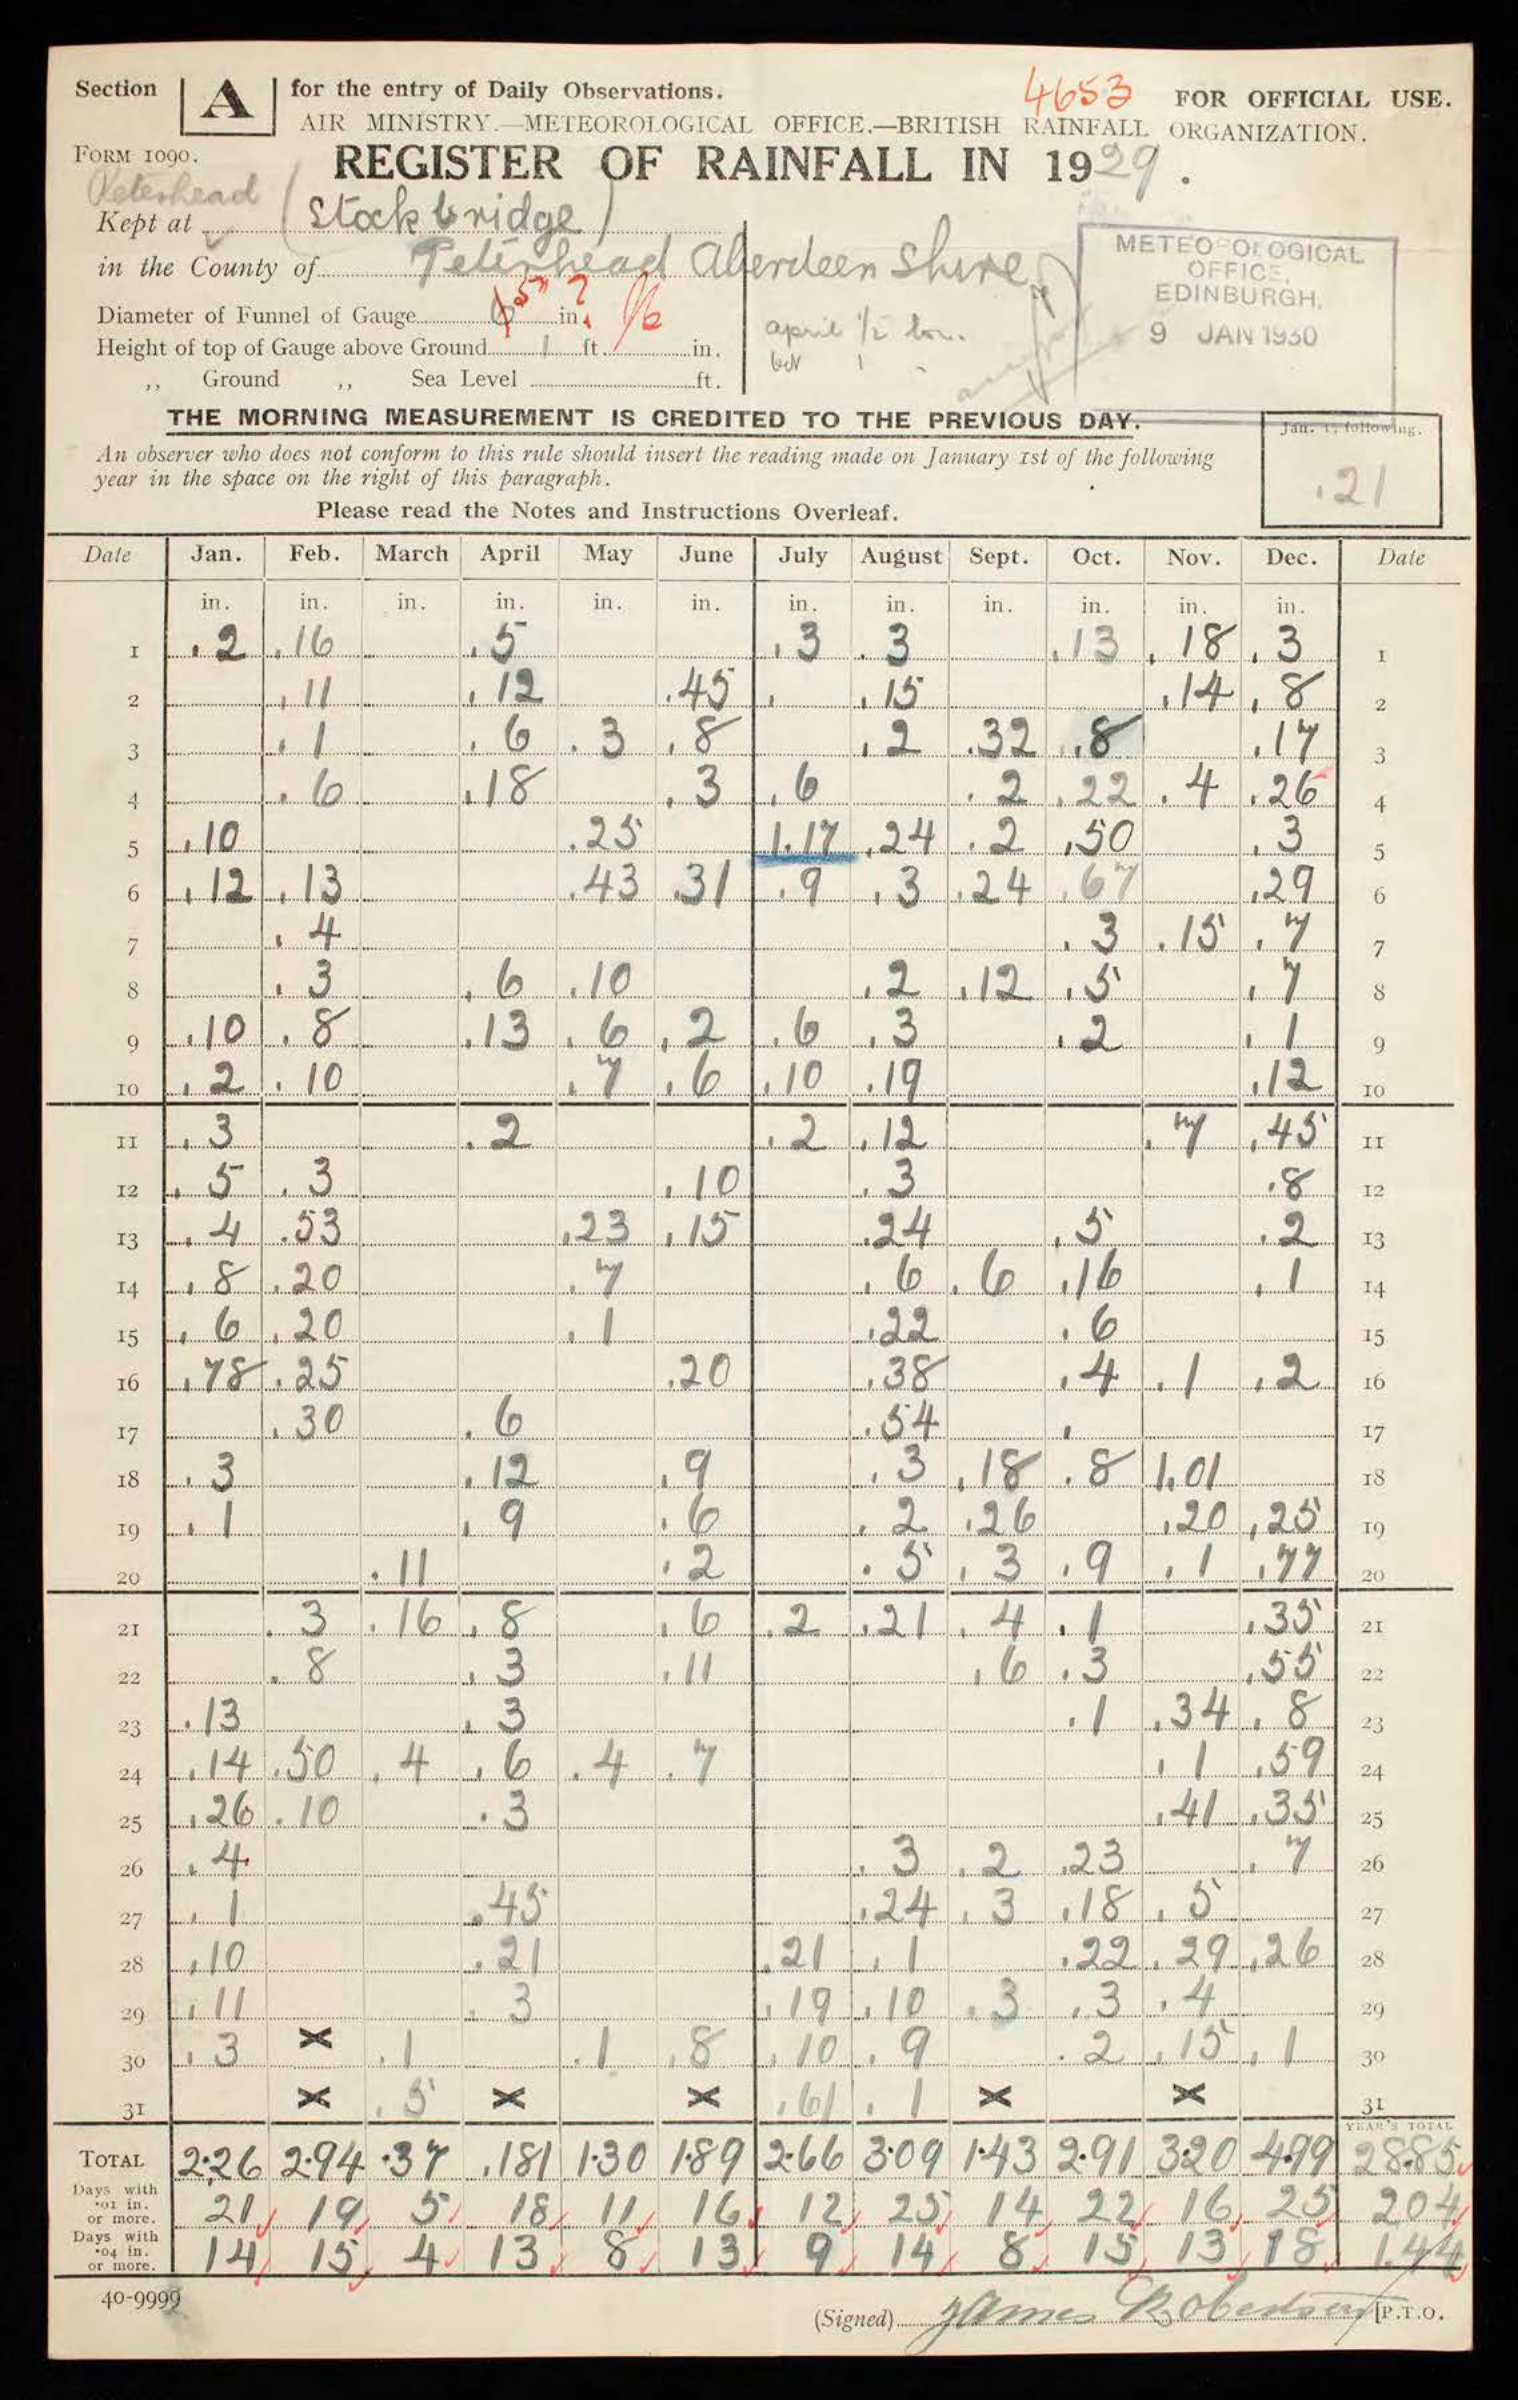 Section A for the entry of Daily Observations. 4653 FOR OFFICIAL USE.
AIR MINISTRY.—METEOROLOGICAL OFFICE.—BRITISH RAINFALL ORGANIZATION.
FORM 1090.
REGISTER OF RAINFALL IN 1929.
Peterhead
Kept at (Stockbridge)
in the County of Peterhead Aberdeenshire
METEOROLOGICAL
OFFICE,
EDINBURGH,
9 JAN 1930
Diameter of Funnel of Gauge 6 5" ? in.
Height of top of Gauge above Ground 1 ft. in.
,, Ground ,, Sea Level ft.
april 1/2
THE MORNING MEASUREMENT IS CREDITED TO THE PREVIOUS DAY.
An observer who does not conform to this rule should insert the reading made on January 1st of the following
year in the space on the right of this paragraph.
Jan. 1, following.
.21
Please read the Notes and Instructions Overleaf.
Date Jan. Feb. March April May June July August Sept. Oct. Nov. Dec. Date
in. in. in. in. in. in. in. in. in. in. in. in.
1 .2 .16 .5 .3 .3 .13 .18 .3 1
2 .11 .12 .45 . .15 .14 .8 2
3 .1 .6 .3 .8 .2 .32 .8 .17 3
4 .6 .18 .3 .6 .2 .22 .4 .26 4
5 .10 .25 1.17 .24 .2 .50 .3 5
6 .12 .13 .43 .31 .9 .3 .24 .67 .29 6
7 .4 .3 .15 .7 7
8 .3 .6 .10 .2 .12 .5 .7 8
9 .10 .8 .13 .6 .2 .6 .3 .2 .1 9
10 .2 .10 .7 .6 .10 .19 .12 10
11 .3 .2 .2 .12 .7 .45 11
12 .5 .3 .10 .3 .8 12
13 .4 .53 .23 .15 .24 .5 .2 13
14 .8 .20 .7 .6 .6 .16 .1 14
15 .6 .20 .1 .22 .6 15
16 .78 .25 .20 .38 .4 .1 .2 16
17 .30 .6 .54 . 17
18 .3 .12 .9 .3 .18 .8 1.01 18
19 .1 .9 .6 .2 .26 .20 .25 19
20 .11 .2 .5 .3 .9 .1 .77 20
21 .3 .16 .8 .6 .2 .21 .4 .1 .35 21
22 .8 .3 .11 .6 .3 .55 22
23 .13 .3 .1 .34 .8 23
24 .14 .50 .4 .6 .4 .7 .1 .59 24
25 .26 .10 .3 .41 .35 25
26 .4 .3 .2 .23 .7 26
27 .1 .45 .24 .3 .18 .5 27
28 .10 .21 .21 .1 .22 .29 .26 28
29 .11 .3 .19 .10 .3 .3 .4 29
30 .3 × .1 .1 .8 .10 .9 .2 .15 .1 30
31 × .5 × × .61 .1 × × 31
YEAR'S TOTAL
TOTAL 2.26 2.94 .37 .181 1.30 1.89 2.66 3.09 1.43 2.91 3.20 4.99 28.85
Days with ·01 in. or more. 21 19 5 18 11 16 12 25 14 22 16 25 204
Days with ·04 in. or more. 14 15 4 13 8 13 9 14 8 15 13 18 144
40-9999
(Signed) James Robertson [P.T.O.